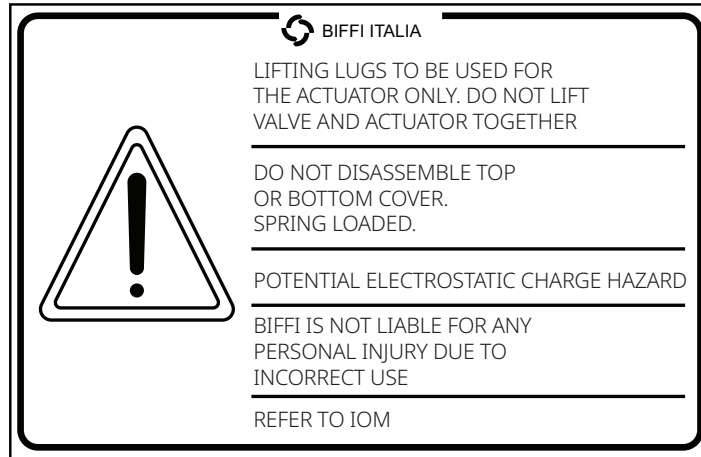 BIFFI ITALIA
LIFTING LUGS TO BE USED FOR
THE ACTUATOR ONLY. DO NOT LIFT
VALVE AND ACTUATOR TOGETHER
DO NOT DISASSEMBLE TOP
OR BOTTOM COVER.
SPRING LOADED.
POTENTIAL ELECTROSTATIC CHARGE HAZARD
BIFFI IS NOT LIABLE FOR ANY
PERSONAL INJURY DUE TO
INCORRECT USE
REFER TO IOM